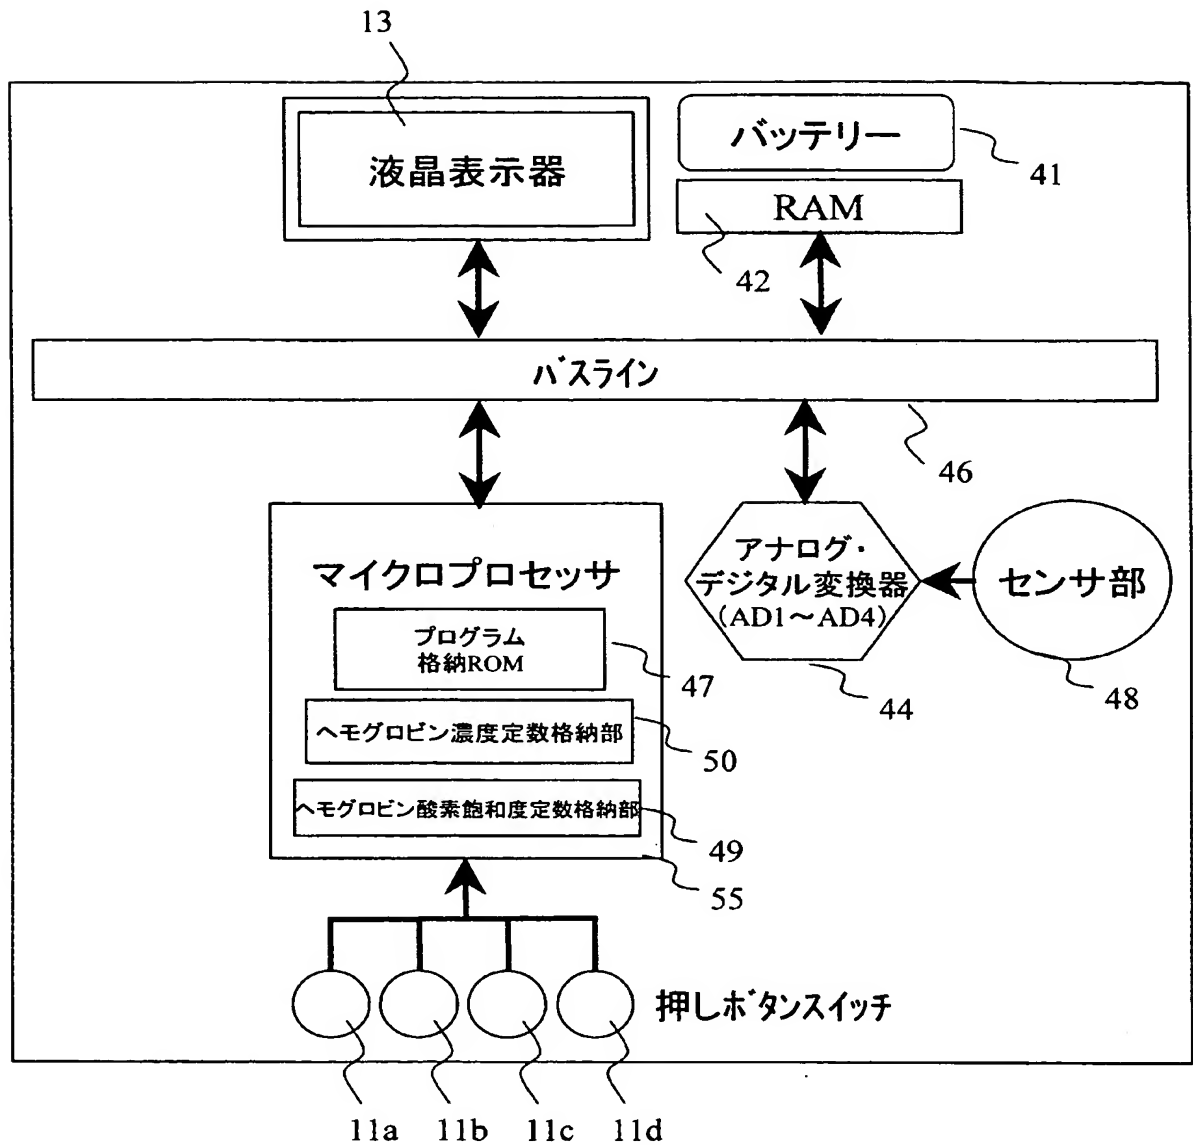 13
液晶表示器
バッテリー
41
RAM
42
バスライン
46
マイクロプロセッサ
アナログ・
デジタル変換器
(AD1～AD4)
センサ部
プログラム
格納ROM
47
44
48
ヘモグロビン濃度定数格納部
50
ヘモグロビン酸素飽和度定数格納部
49
55
押しボタンスイッチ
11a
11b
11c
11d